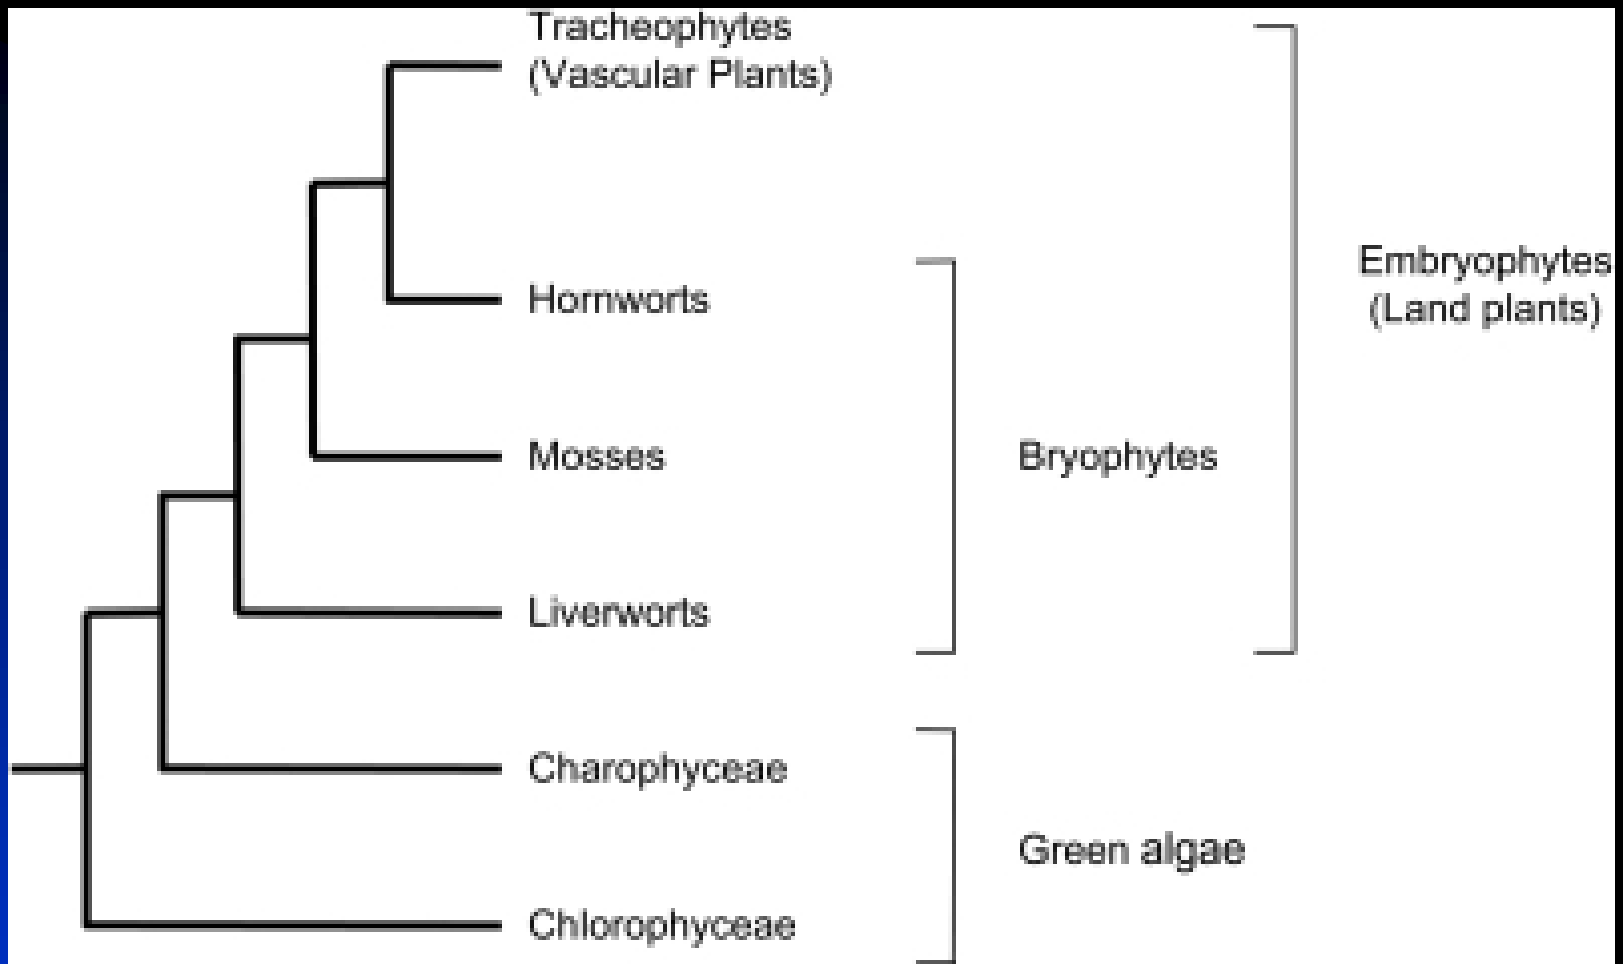 Tracheophytes
(Vascular Plants)
Hornworts
Mosses
Liverworts
Charophyceae
Chlorophyceae
Bryophytes
Green algae
Embryophytes
(Land plants)